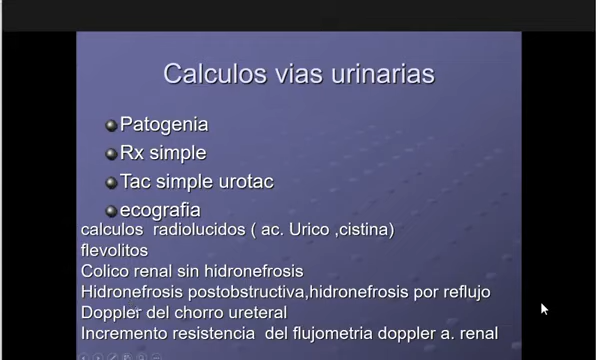 Calculos vias urinarias
Patogenia
Rx simple
Tac simple urotac
ecografia
calculos radiolucidos ( ac. Urico ,cistina)
flevolitos
Colico renal sin hidronefrosis
Hidronefrosis postobstructiva,hidronefrosis por reflujo
Doppler del chorro ureteral
Incremento resistencia del flujometria doppler a. renal